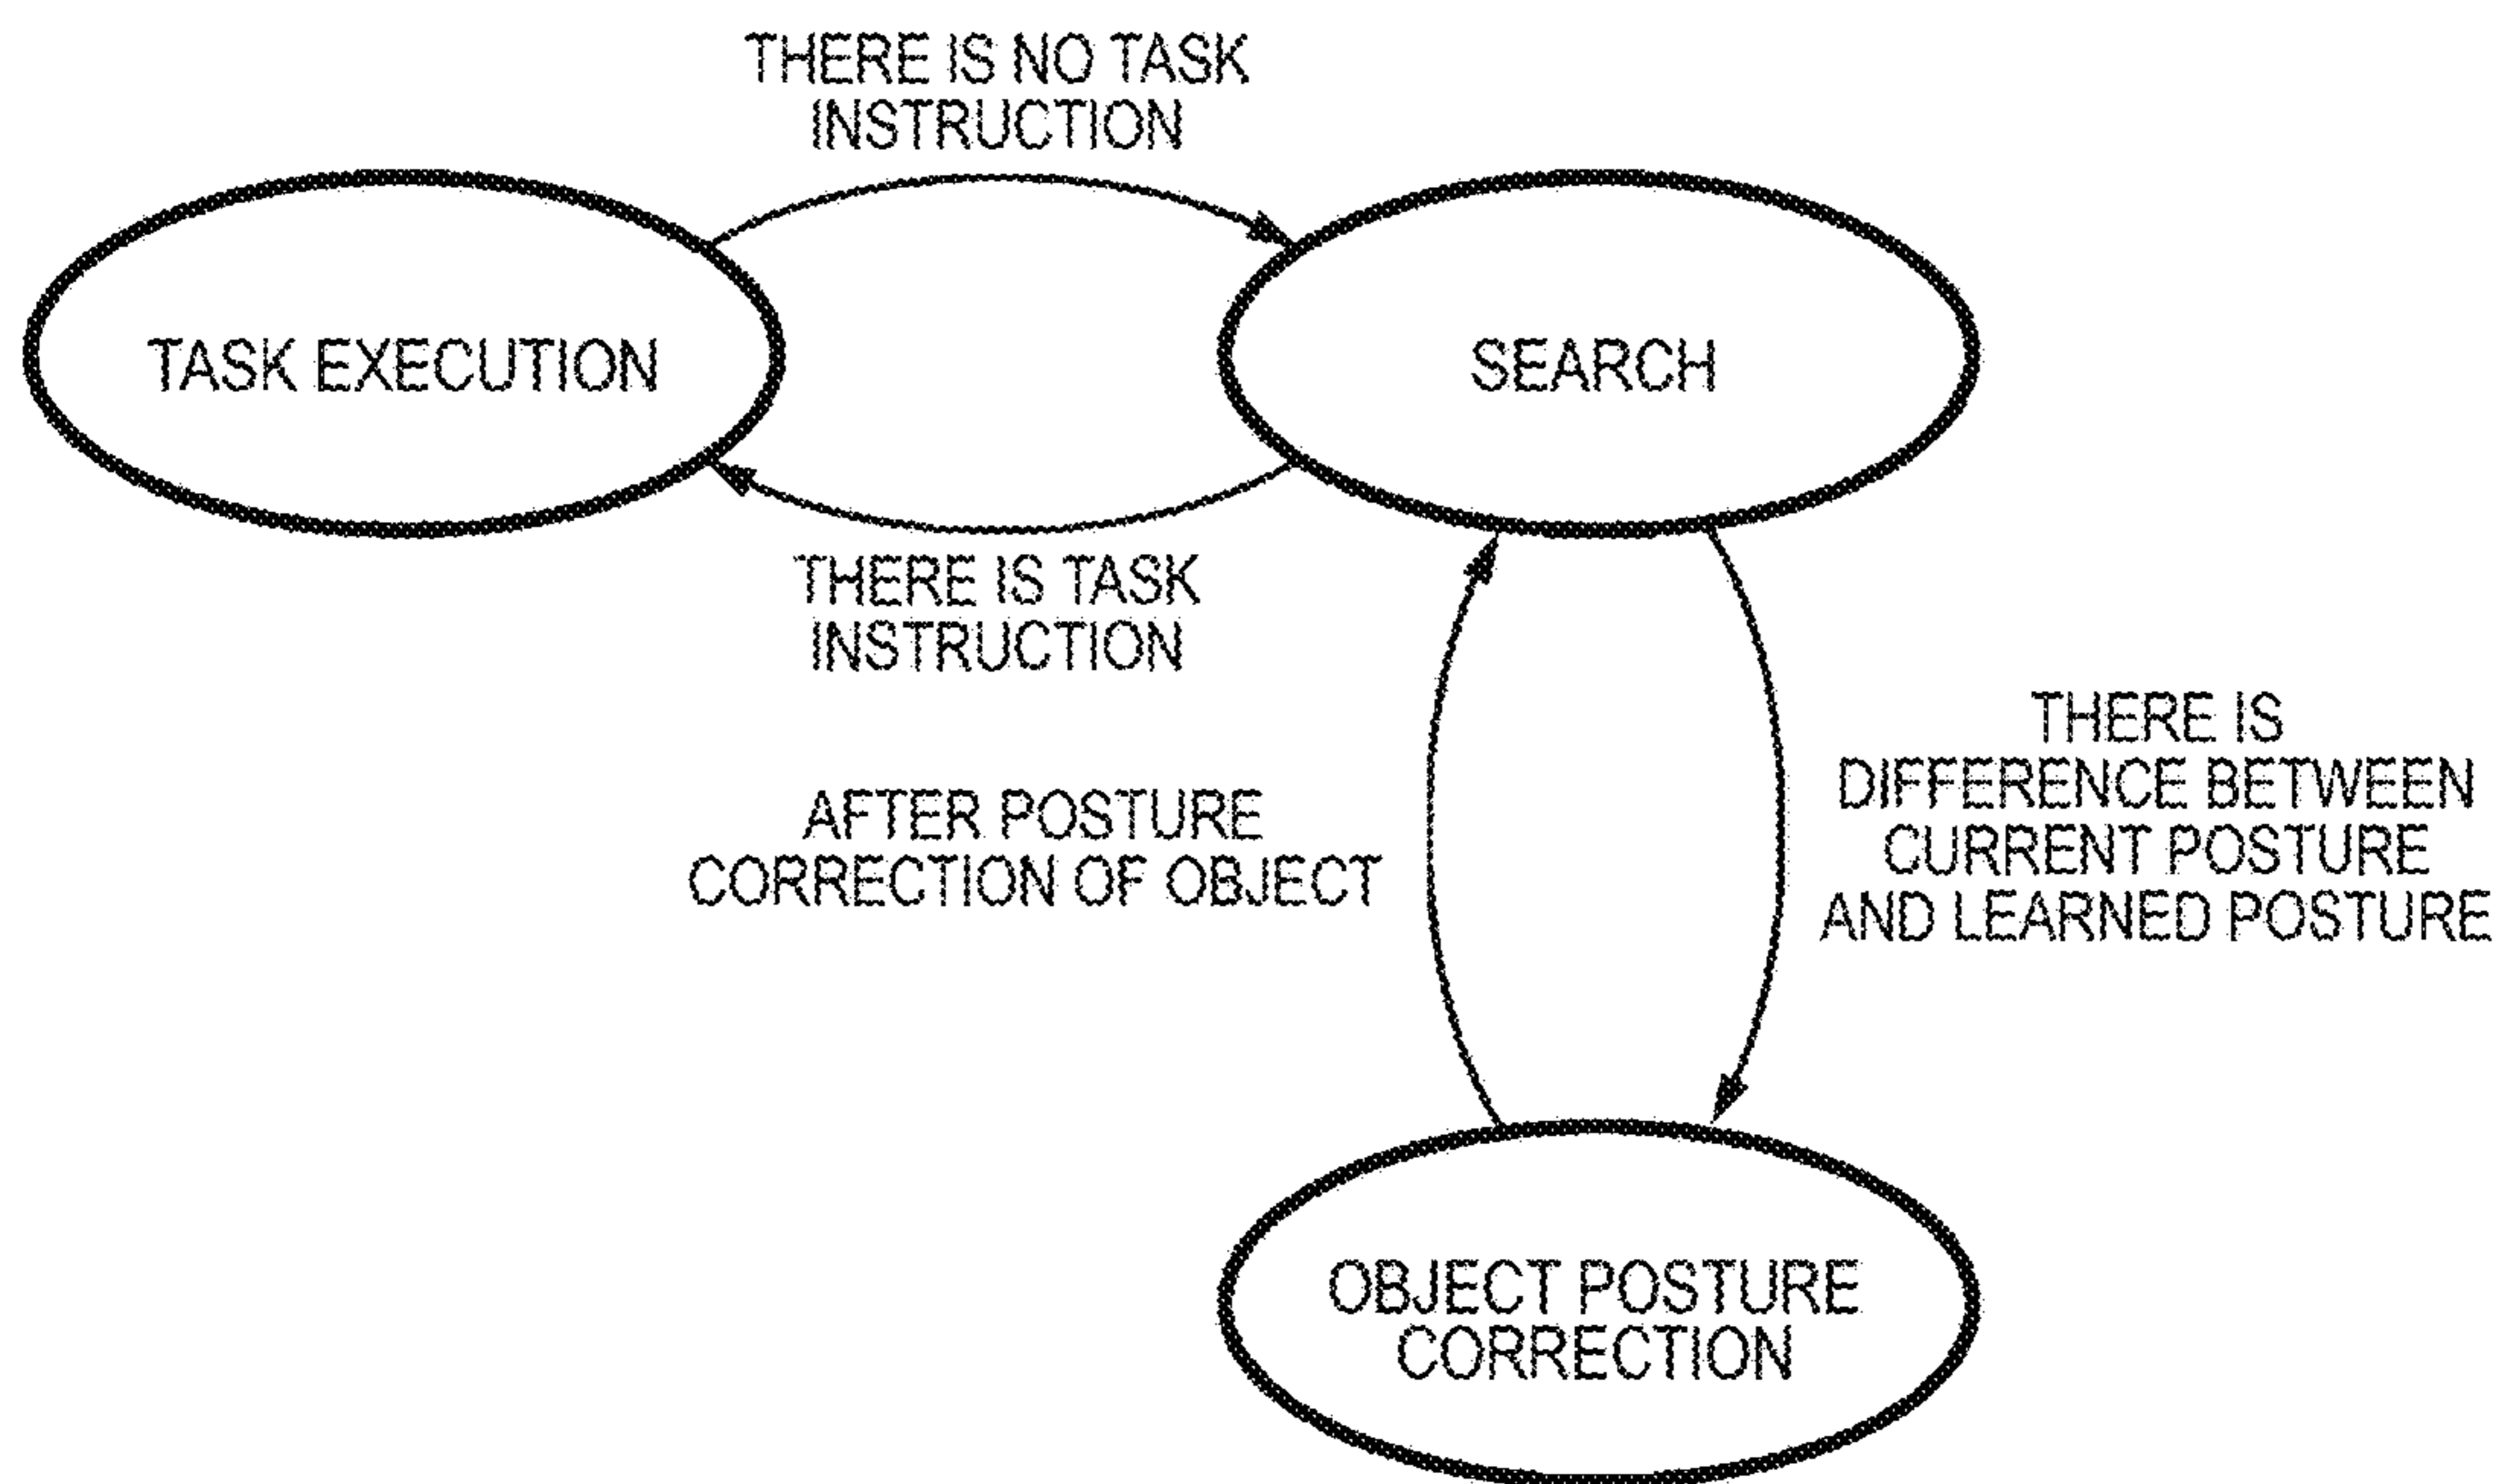 THERE IS NO TASK
INSTRUCTION
TASK EXECUTION
SEARCH
THERE IS TASK
INSTRUCTION
AFTER POSTURE
CORRECTION OF OBJECT
THERE IS
DIFFERENCE BETWEEN
CURRENT POSTURE
AND LEARNED POSTURE
OBJECT POSTURE
CORRECTION